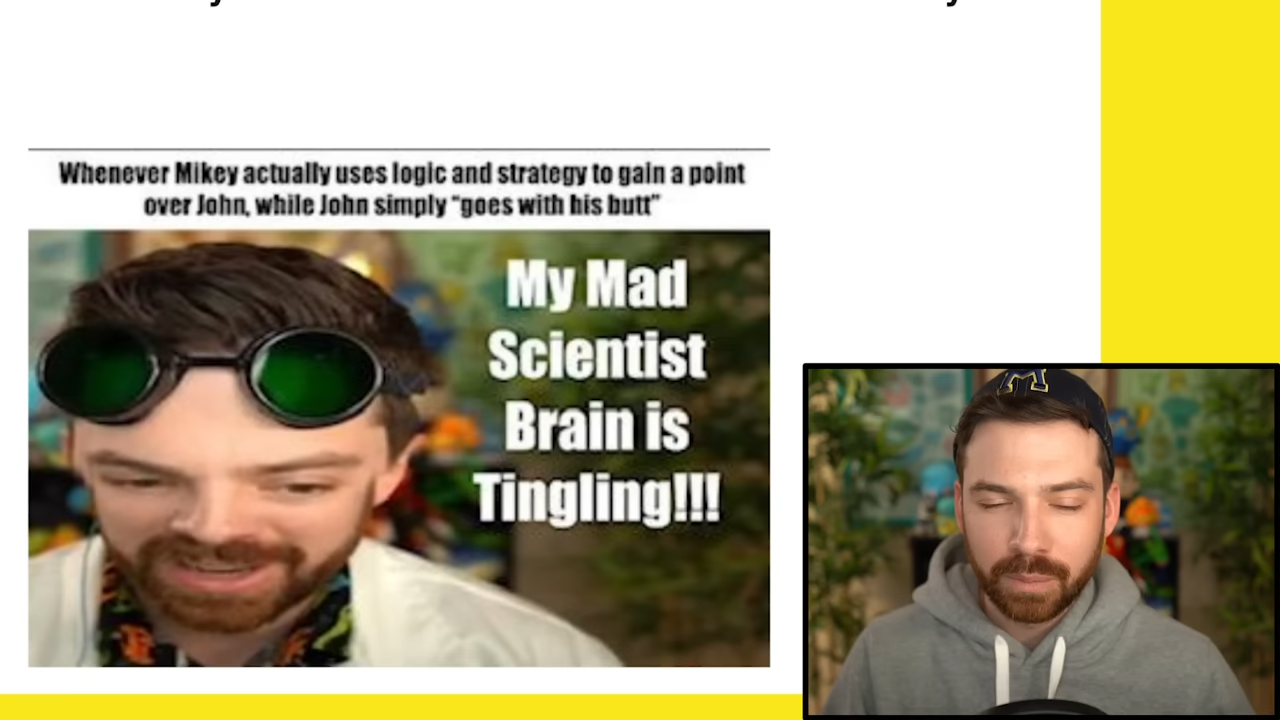 Whenever Mikey actually uses logic and strategy to gain a point
over John, while John simply "goes with his butt"
My Mad
Scientist
Brain is
Tingling!!!
M